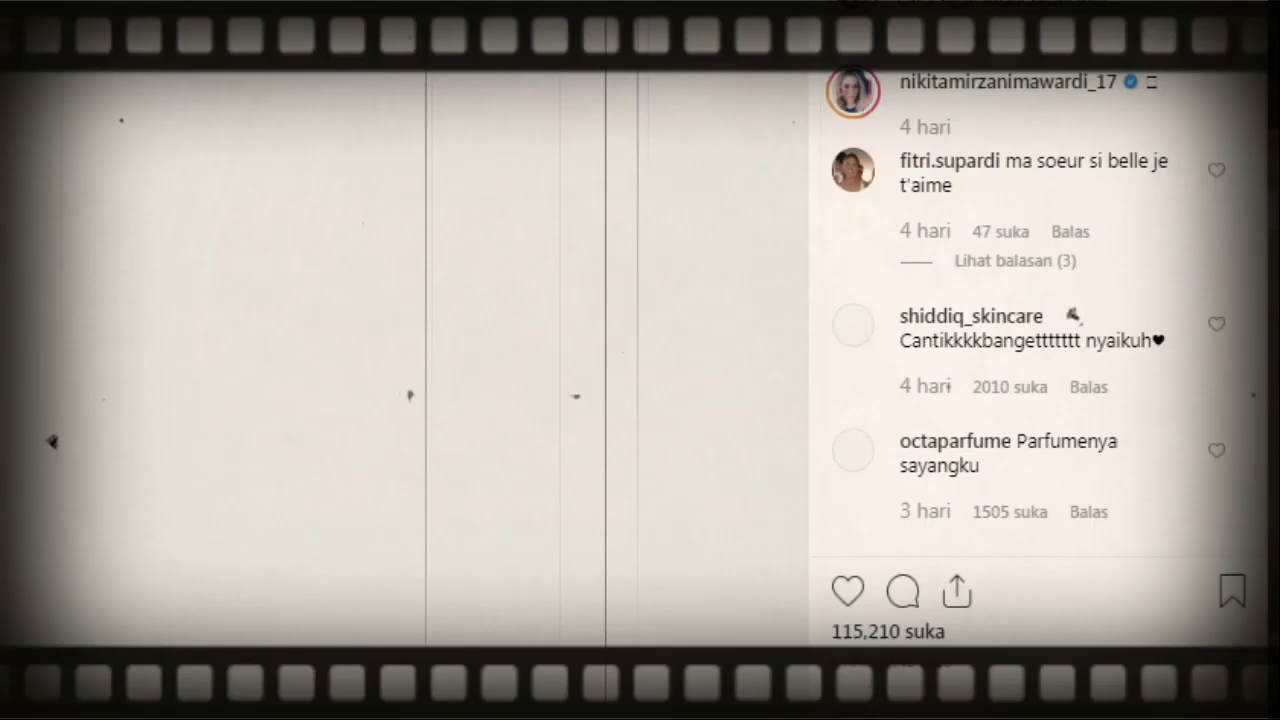 nikitamirzanimawardi_17
4 hari
fitri.supardi ma soeur si belle je
t'aime
4 hari 47 suka Balas
Lihat balasan (3)
shiddiq_skincare
Cantikkkkbangettttttt nyaikuh♥
4 hari 2010 suka Balas
octaparfume Parfumenya
sayangku
3 hari 1505 suka Balas
115,210 suka